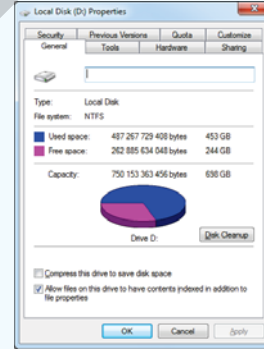 Local Disk (D:) Properties
Security Previous Versions Quota Customize
General Tools Hardware Sharing
Type: Local Disk
File system: NTFS
Used space: 487 267 729 408 bytes 453 GB
Free space: 262 885 634 048 bytes 244 GB
Capacity: 750 153 363 456 bytes 698 GB
Drive D:
Disk Cleanup
Compress this drive to save disk space
Allow files on this drive to have contents indexed in addition to
file properties
OK Cancel Apply